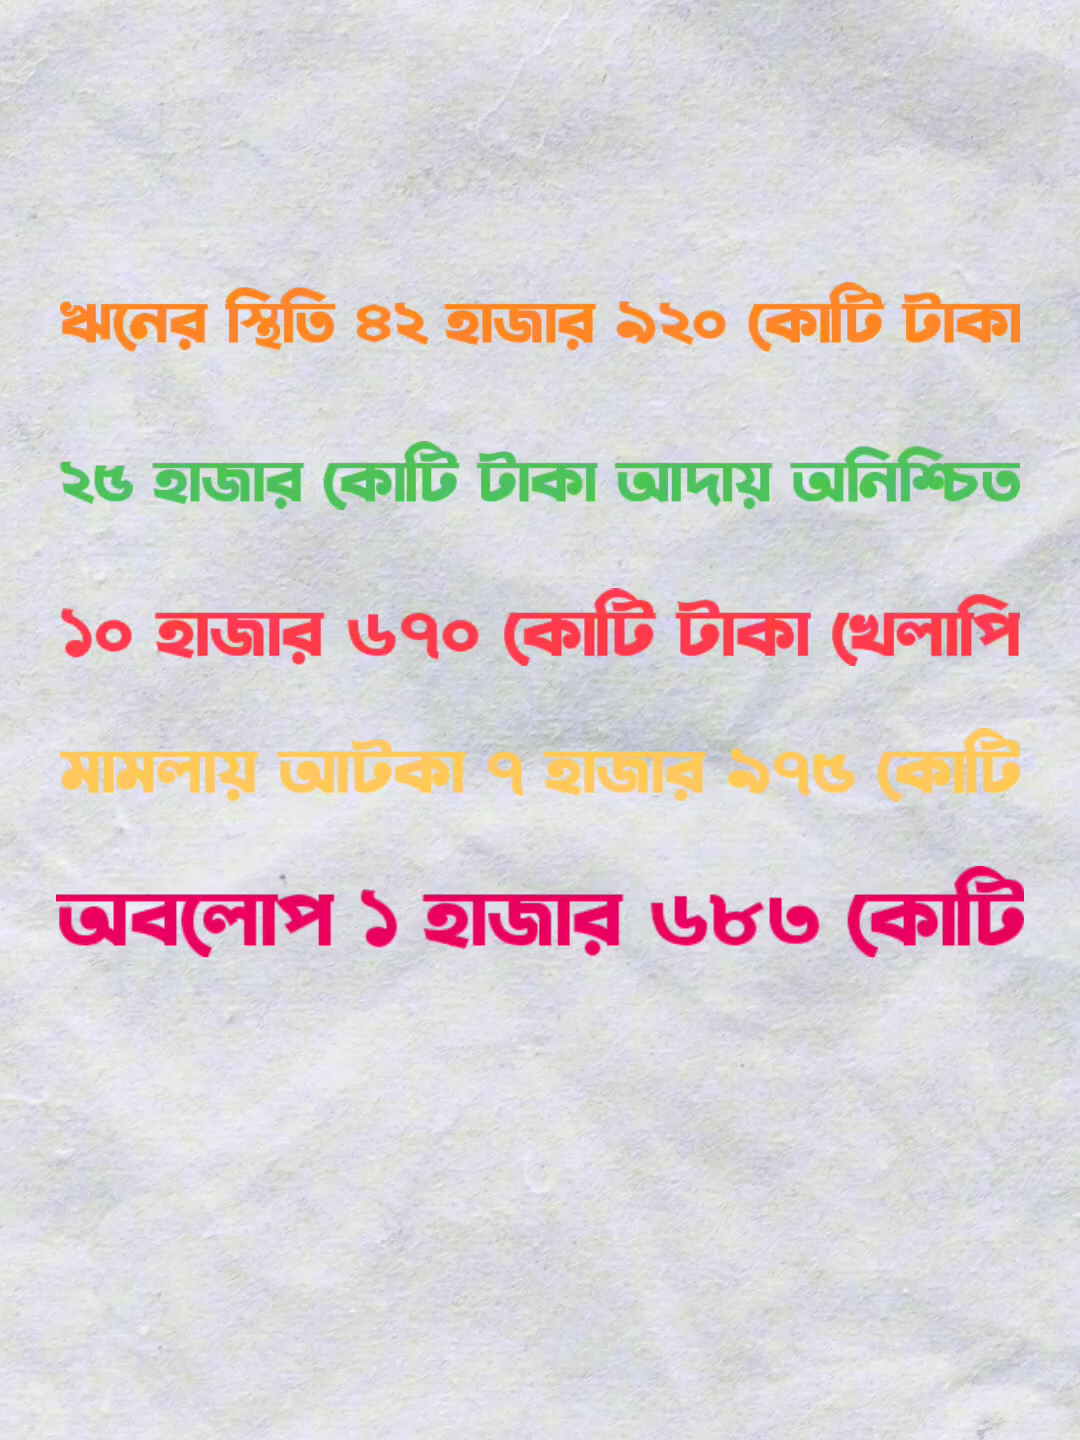 ঋনের স্থিতি ৪২ হাজার ৯২০ কোটি টাকা
২৫ হাজার কোটি টাকা আদায় অনিশ্চিত
১০ হাজার ৬৭০ কোটি টাকা খেলাপি
মামলায় আটকা ৭ হাজার ৯৭৫ কোটি
অবলোপ ১ হাজার ৬৮৩ কোটি